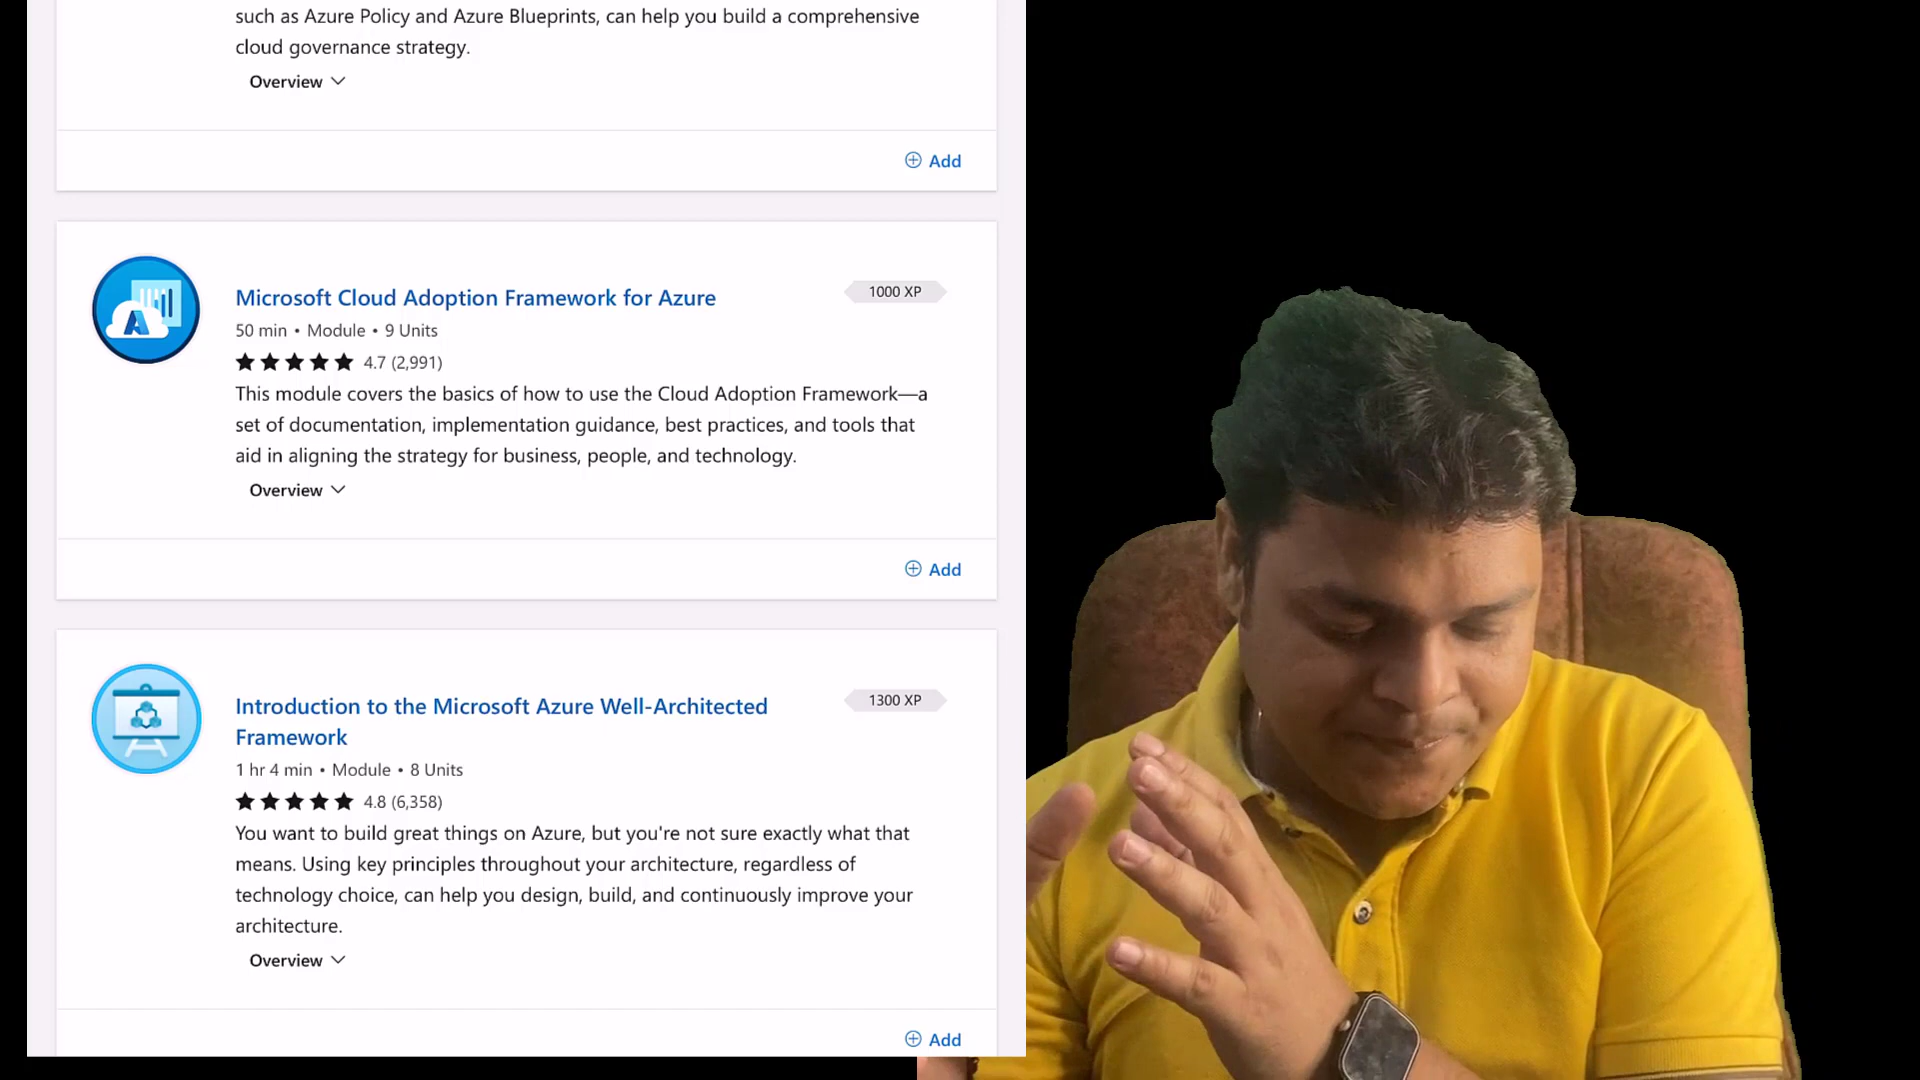 such as Azure Policy and Azure Blueprints, can help you build a comprehensive
cloud governance strategy.
Overview
Add
Microsoft Cloud Adoption Framework for Azure
1000 XP
50 min • Module • 9 Units
4.7 (2,991)
This module covers the basics of how to use the Cloud Adoption Framework—a
set of documentation, implementation guidance, best practices, and tools that
aid in aligning the strategy for business, people, and technology.
Overview
Add
Introduction to the Microsoft Azure Well-Architected
Framework
1300 XP
1 hr 4 min • Module • 8 Units
4.8 (6,358)
You want to build great things on Azure, but you're not sure exactly what that
means. Using key principles throughout your architecture, regardless of
technology choice, can help you design, build, and continuously improve your
architecture.
Overview
Add